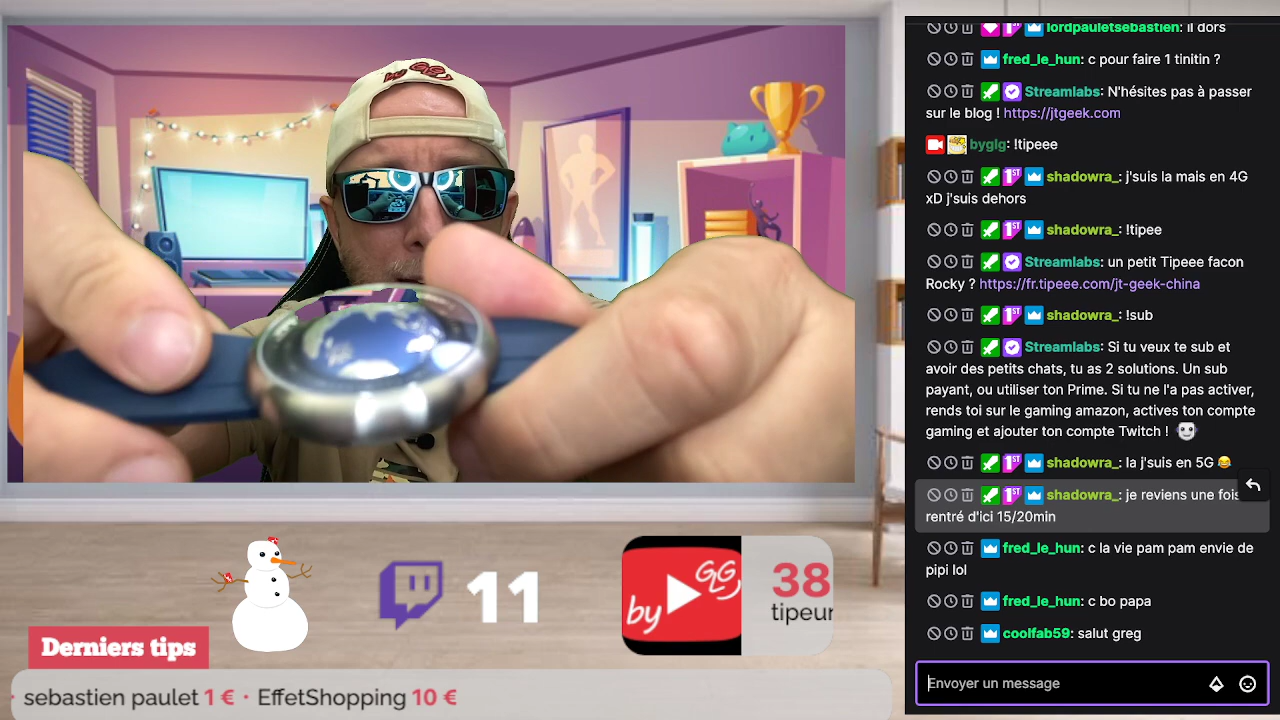 by GLG
11
by GLG
38
tipeur
Derniers tips
sebastien paulet 1 € · EffetShopping 10 €
lordpauletsebastien: il dors
fred_le_hun: c pour faire 1 tinitin ?
Streamlabs: N'hésites pas à passer
sur le blog ! https://jtgeek.com
byglg: !tipeee
shadowra_: j'suis la mais en 4G
xD j'suis dehors
shadowra_: !tipee
Streamlabs: un petit Tipeee facon
Rocky ? https://fr.tipeee.com/jt-geek-china
shadowra_: !sub
Streamlabs: Si tu veux te sub et
avoir des petits chats, tu as 2 solutions. Un sub
payant, ou utiliser ton Prime. Si tu ne l'a pas activer,
rends toi sur le gaming amazon, actives ton compte
gaming et ajouter ton compte Twitch !
shadowra_: la j'suis en 5G 😂
shadowra_: je reviens une fois
rentré d'ici 15/20min
fred_le_hun: c la vie pam pam envie de
pipi lol
fred_le_hun: c bo papa
coolfab59: salut greg
Envoyer un message